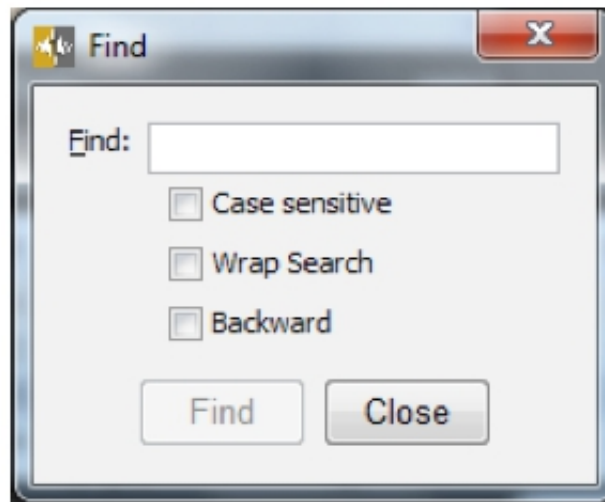 Find
Find:
Case sensitive
Wrap Search
Backward
Find Close